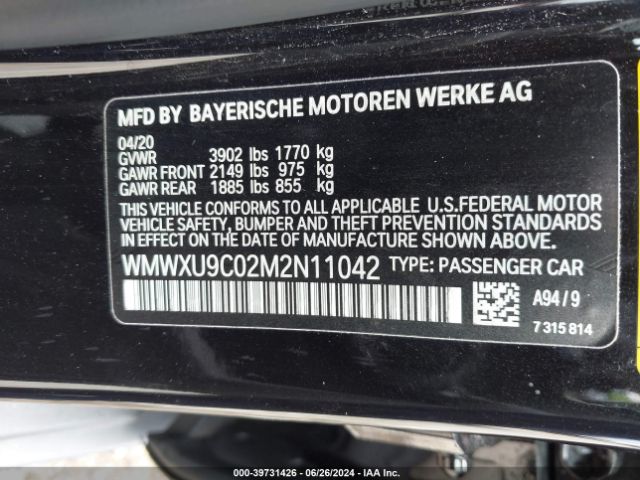 MFD BY BAYERISCHE MOTOREN WERKE AG
04/20
GVWR 3902 lbs 1770 kg
GAWR FRONT 2149 lbs 975 kg
GAWR REAR 1885 lbs 855 kg
THIS VEHICLE CONFORMS TO ALL APPLICABLE U.S.FEDERAL MOTOR
VEHICLE SAFETY, BUMPER AND THEFT PREVENTION STANDARDS
IN EFFECT ON THE DATE OF MANUFACTURE SHOWN ABOVE.
WMWXU9C02M2N11042 TYPE: PASSENGER CAR
A94/9
7315814
000-39731426 - 06/26/2024 - IAA Inc.